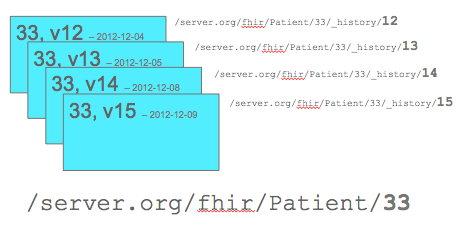 33, v12 – 2012-12-04
/server.org/fhir/Patient/33/_history/12
33, v13 – 2012-12-05
/server.org/fhir/Patient/33/_history/13
33, v14 – 2012-12-08
/server.org/fhir/Patient/33/_history/14
33, v15 – 2012-12-09
/server.org/fhir/Patient/33/_history/15
/server.org/fhir/Patient/33